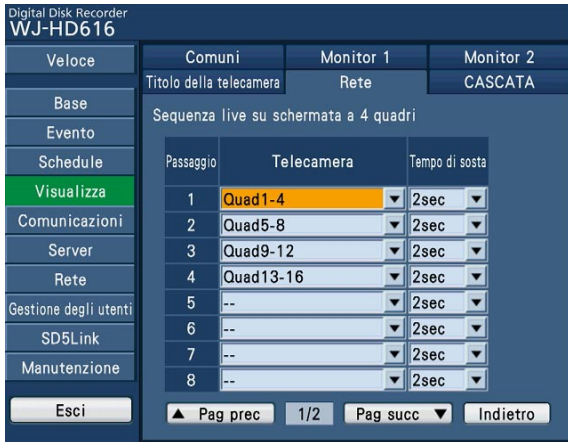 Digital Disk Recorder
WJ-HD616
Veloce
Base
Evento
Schedule
Visualizza
Comunicazioni
Server
Rete
Gestione degli utenti
SD5Link
Manutenzione
Esci
Comuni Monitor 1 Monitor 2
Titolo della telecamera Rete CASCATA
Sequenza live su schermata a 4 quadri
Passaggio Telecamera Tempo di sosta
1 Quad1-4 2sec
2 Quad5-8 2sec
3 Quad9-12 2sec
4 Quad13-16 2sec
5 -- 2sec
6 -- 2sec
7 -- 2sec
8 -- 2sec
▲ Pag prec 1/2 Pag succ ▼ Indietro